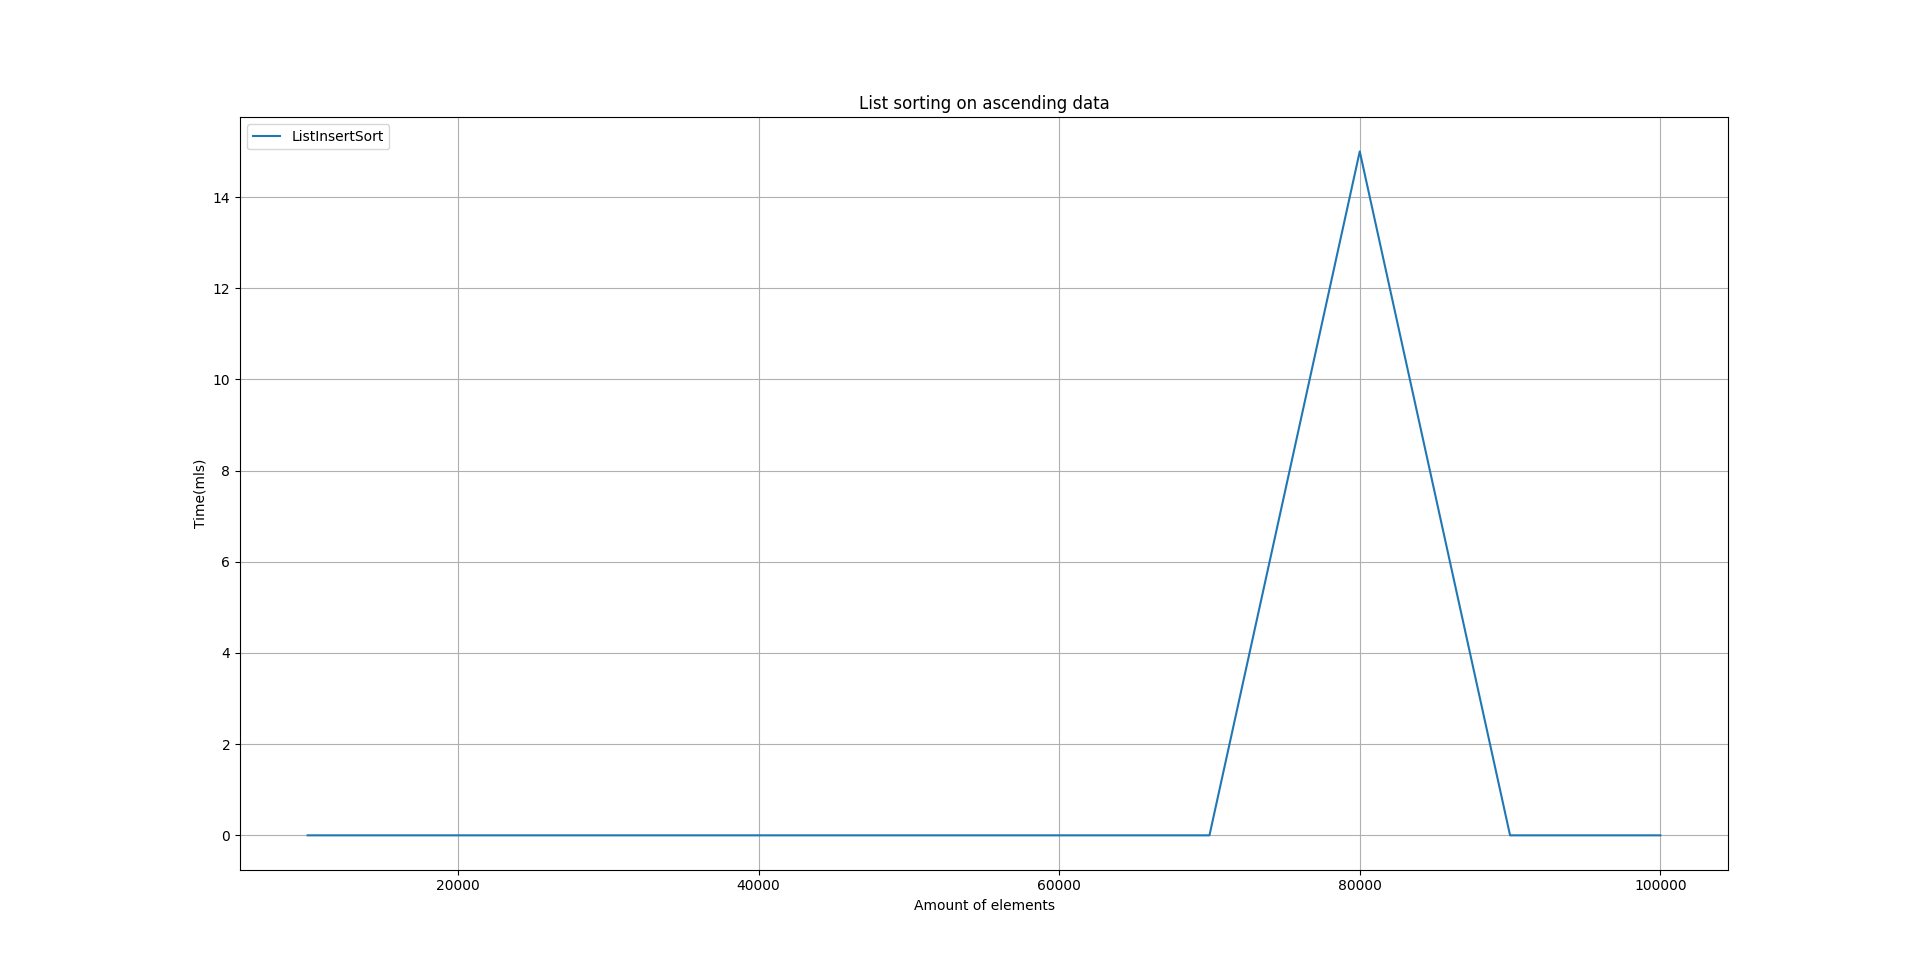 List sorting on ascending data
ListInsertSort
14
12
10
8
6
4
2
0
Time(mls)
20000 40000 60000 80000 100000
Amount of elements